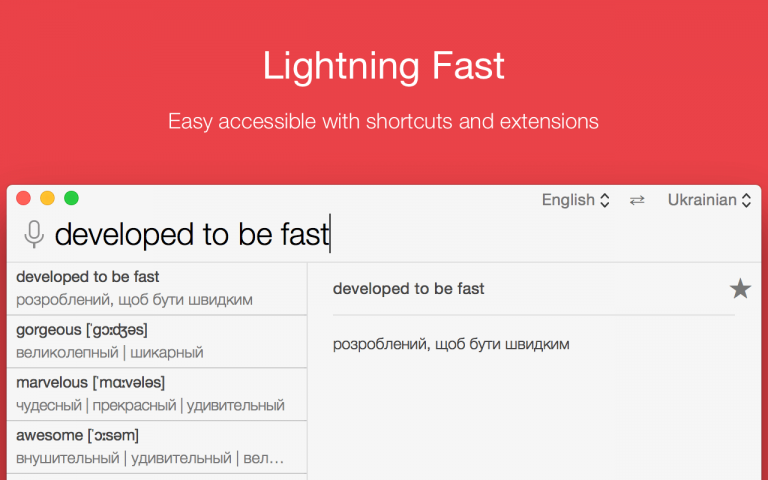 Lightning Fast
Easy accessible with shortcuts and extensions
English Ukrainian
developed to be fast
developed to be fast
розроблений, щоб бути швидким
gorgeous [ˈgɔːʤəs]
великолепный | шикарный
marvelous [ˈmɑːvələs]
чудесный | прекрасный | удивительный
awesome [ˈɔːsəm]
внушительный | удивительный | вел…
developed to be fast
розроблений, щоб бути швидким